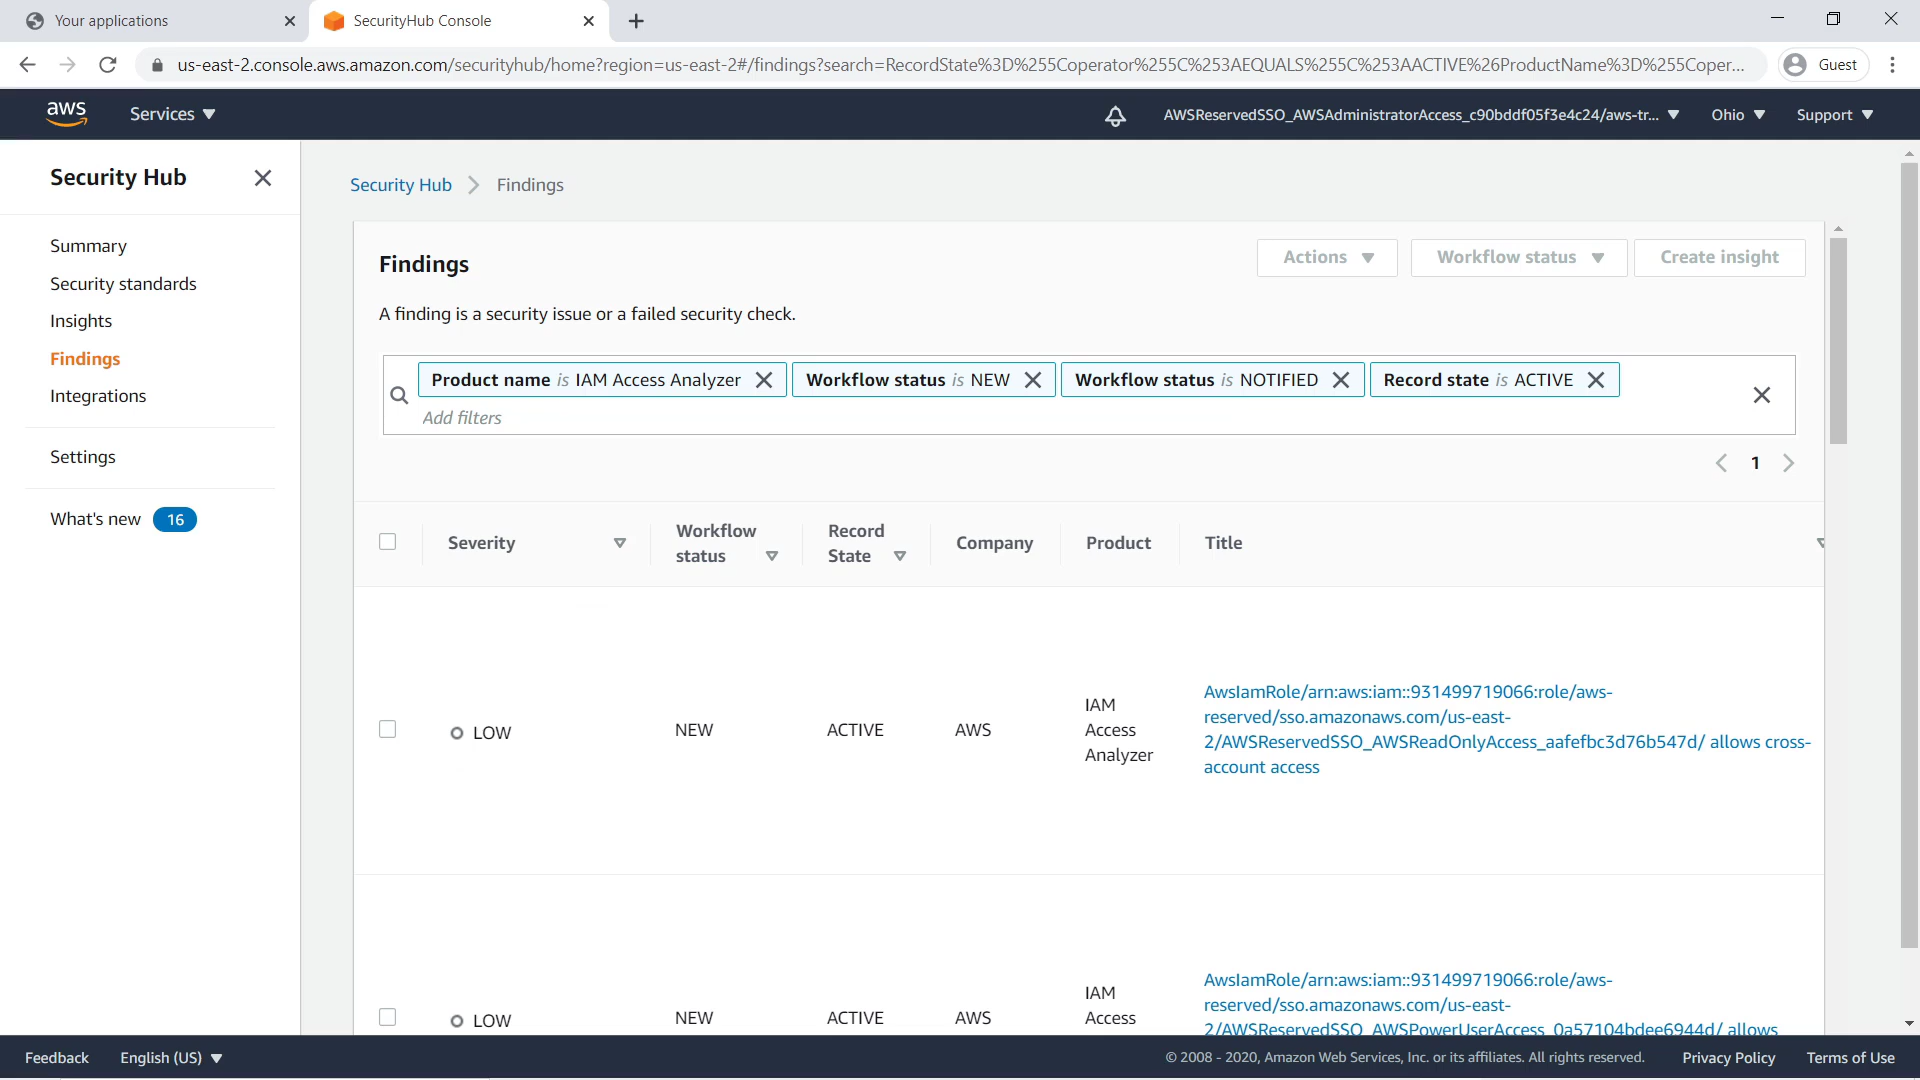 Your applications
SecurityHub Console
us-east-2.console.aws.amazon.com/securityhub/home?region=us-east-2#/findings?search=RecordState%3D%255Coperator%255C%253AEQUALS%255C%253AACTIVE%26ProductName%3D%255Coper...
Guest
aws
Services
AWSReservedSSO_AWSAdministratorAccess_c90bddf05f3e4c24/aws-tr...
Ohio
Support
Security Hub
Summary
Security standards
Insights
Findings
Integrations
Settings
What's new 16
Security Hub > Findings
Findings
Actions
Workflow status
Create insight
A finding is a security issue or a failed security check.
Product name is IAM Access Analyzer
Workflow status is NEW
Workflow status is NOTIFIED
Record state is ACTIVE
Add filters
1
Severity
Workflow
status
Record
State
Company
Product
Title
LOW
NEW
ACTIVE
AWS
IAM
Access
Analyzer
AwsIamRole/arn:aws:iam::931499719066:role/aws-
reserved/sso.amazonaws.com/us-east-
2/AWSReservedSSO_AWSReadOnlyAccess_aafefbc3d76b547d/ allows cross-
account access
LOW
NEW
ACTIVE
AWS
IAM
Access
AwsIamRole/arn:aws:iam::931499719066:role/aws-
reserved/sso.amazonaws.com/us-east-
2/AWSReservedSSO_AWSPowerUserAccess_0a57104bdee6944d/ allows
Feedback
English (US)
© 2008 - 2020, Amazon Web Services, Inc. or its affiliates. All rights reserved.
Privacy Policy
Terms of Use